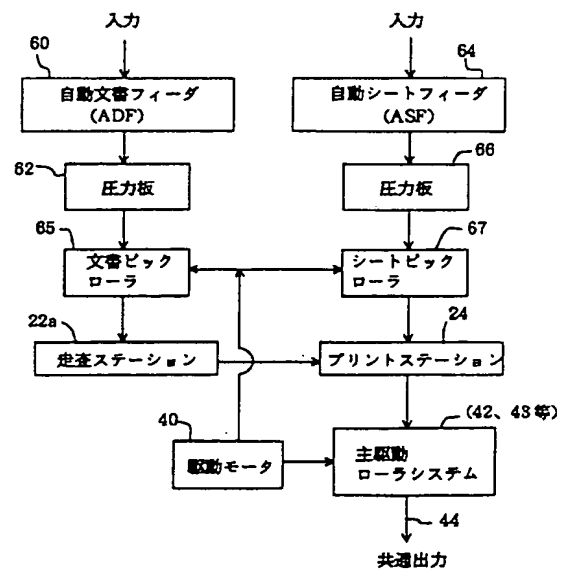 入力
入力
60
64
自動文書フィーダ
(ADF)
自動シートフィーダ
(ASF)
62
66
圧力板
圧力板
65
67
文書ピック
ローラ
シートピック
ローラ
22a
24
走査ステーション
プリントステーション
40
(42、43等)
駆動モータ
主駆動
ローラシステム
44
共通出力